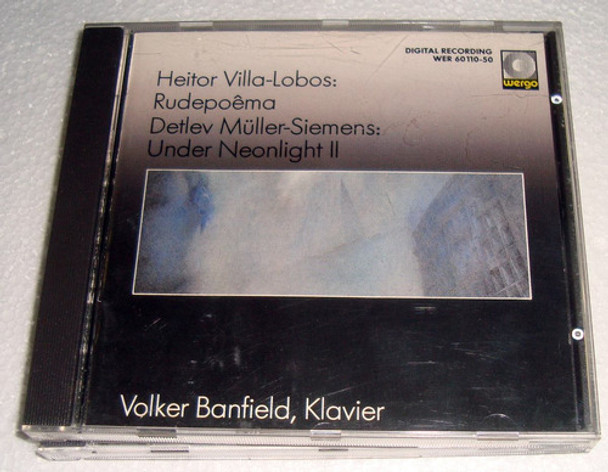 DIGITAL RECORDING
WER 60110-50
wergo
Heitor Villa-Lobos:
Rudepoêma
Detlev Müller-Siemens:
Under Neonlight II
Volker Banfield, Klavier